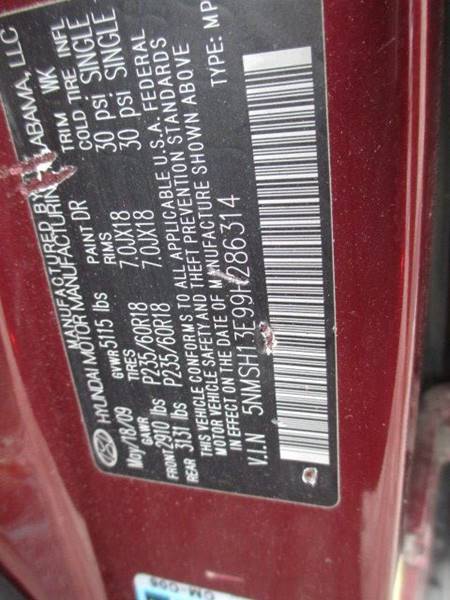 MANUFACTURED BY
HYUNDAI MOTOR MANUFACTURING ALABAMA, LLC
May/18/09 PAINT DR TRIM WK
GVWR 5115 lbs
GAWR TIRES RIMS COLD TIRE INFL
FRONT 2910 lbs P235/60R18 7.0JX18 30 psi SINGLE
REAR 3131 lbs P235/60R18 7.0JX18 30 psi SINGLE
THIS VEHICLE CONFORMS TO ALL APPLICABLE U.S.A. FEDERAL
MOTOR VEHICLE SAFETY AND THEFT PREVENTION STANDARDS
IN EFFECT ON THE DATE OF MANUFACTURE SHOWN ABOVE
V.I.N 5NMSH13E99H286314 TYPE: MP